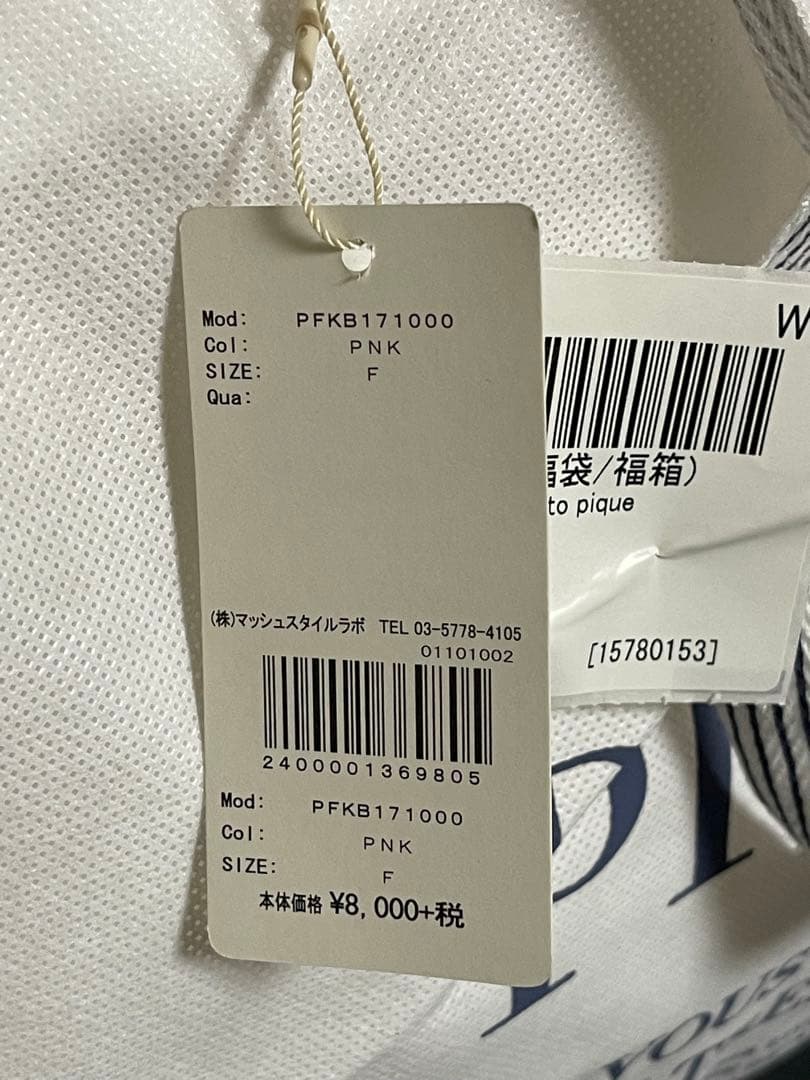 Mod: PFKB171000
Col: PNK
SIZE: F
Qua:
(株)マッシュスタイルラボ TEL 03-5778-4105
01101002
2400001369805
Mod: PFKB171000
Col: PNK
SIZE: F
本体価格 ¥8,000+税
W
福袋/福箱)
to pique
[15780153]